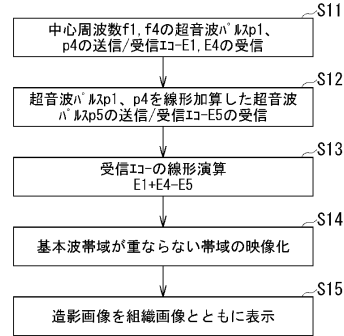 S11
中心周波数f1,f4の超音波ﾊﾟﾙｽp1、
p4の送信/受信ｴｺｰE1,E4の受信
S12
超音波ﾊﾟﾙｽp1、p4を線形加算した超音波
ﾊﾟﾙｽp5の送信/受信ｴｺｰE5の受信
S13
受信ｴｺｰの線形演算
E1+E4-E5
S14
基本波帯域が重ならない帯域の映像化
S15
造影画像を組織画像とともに表示